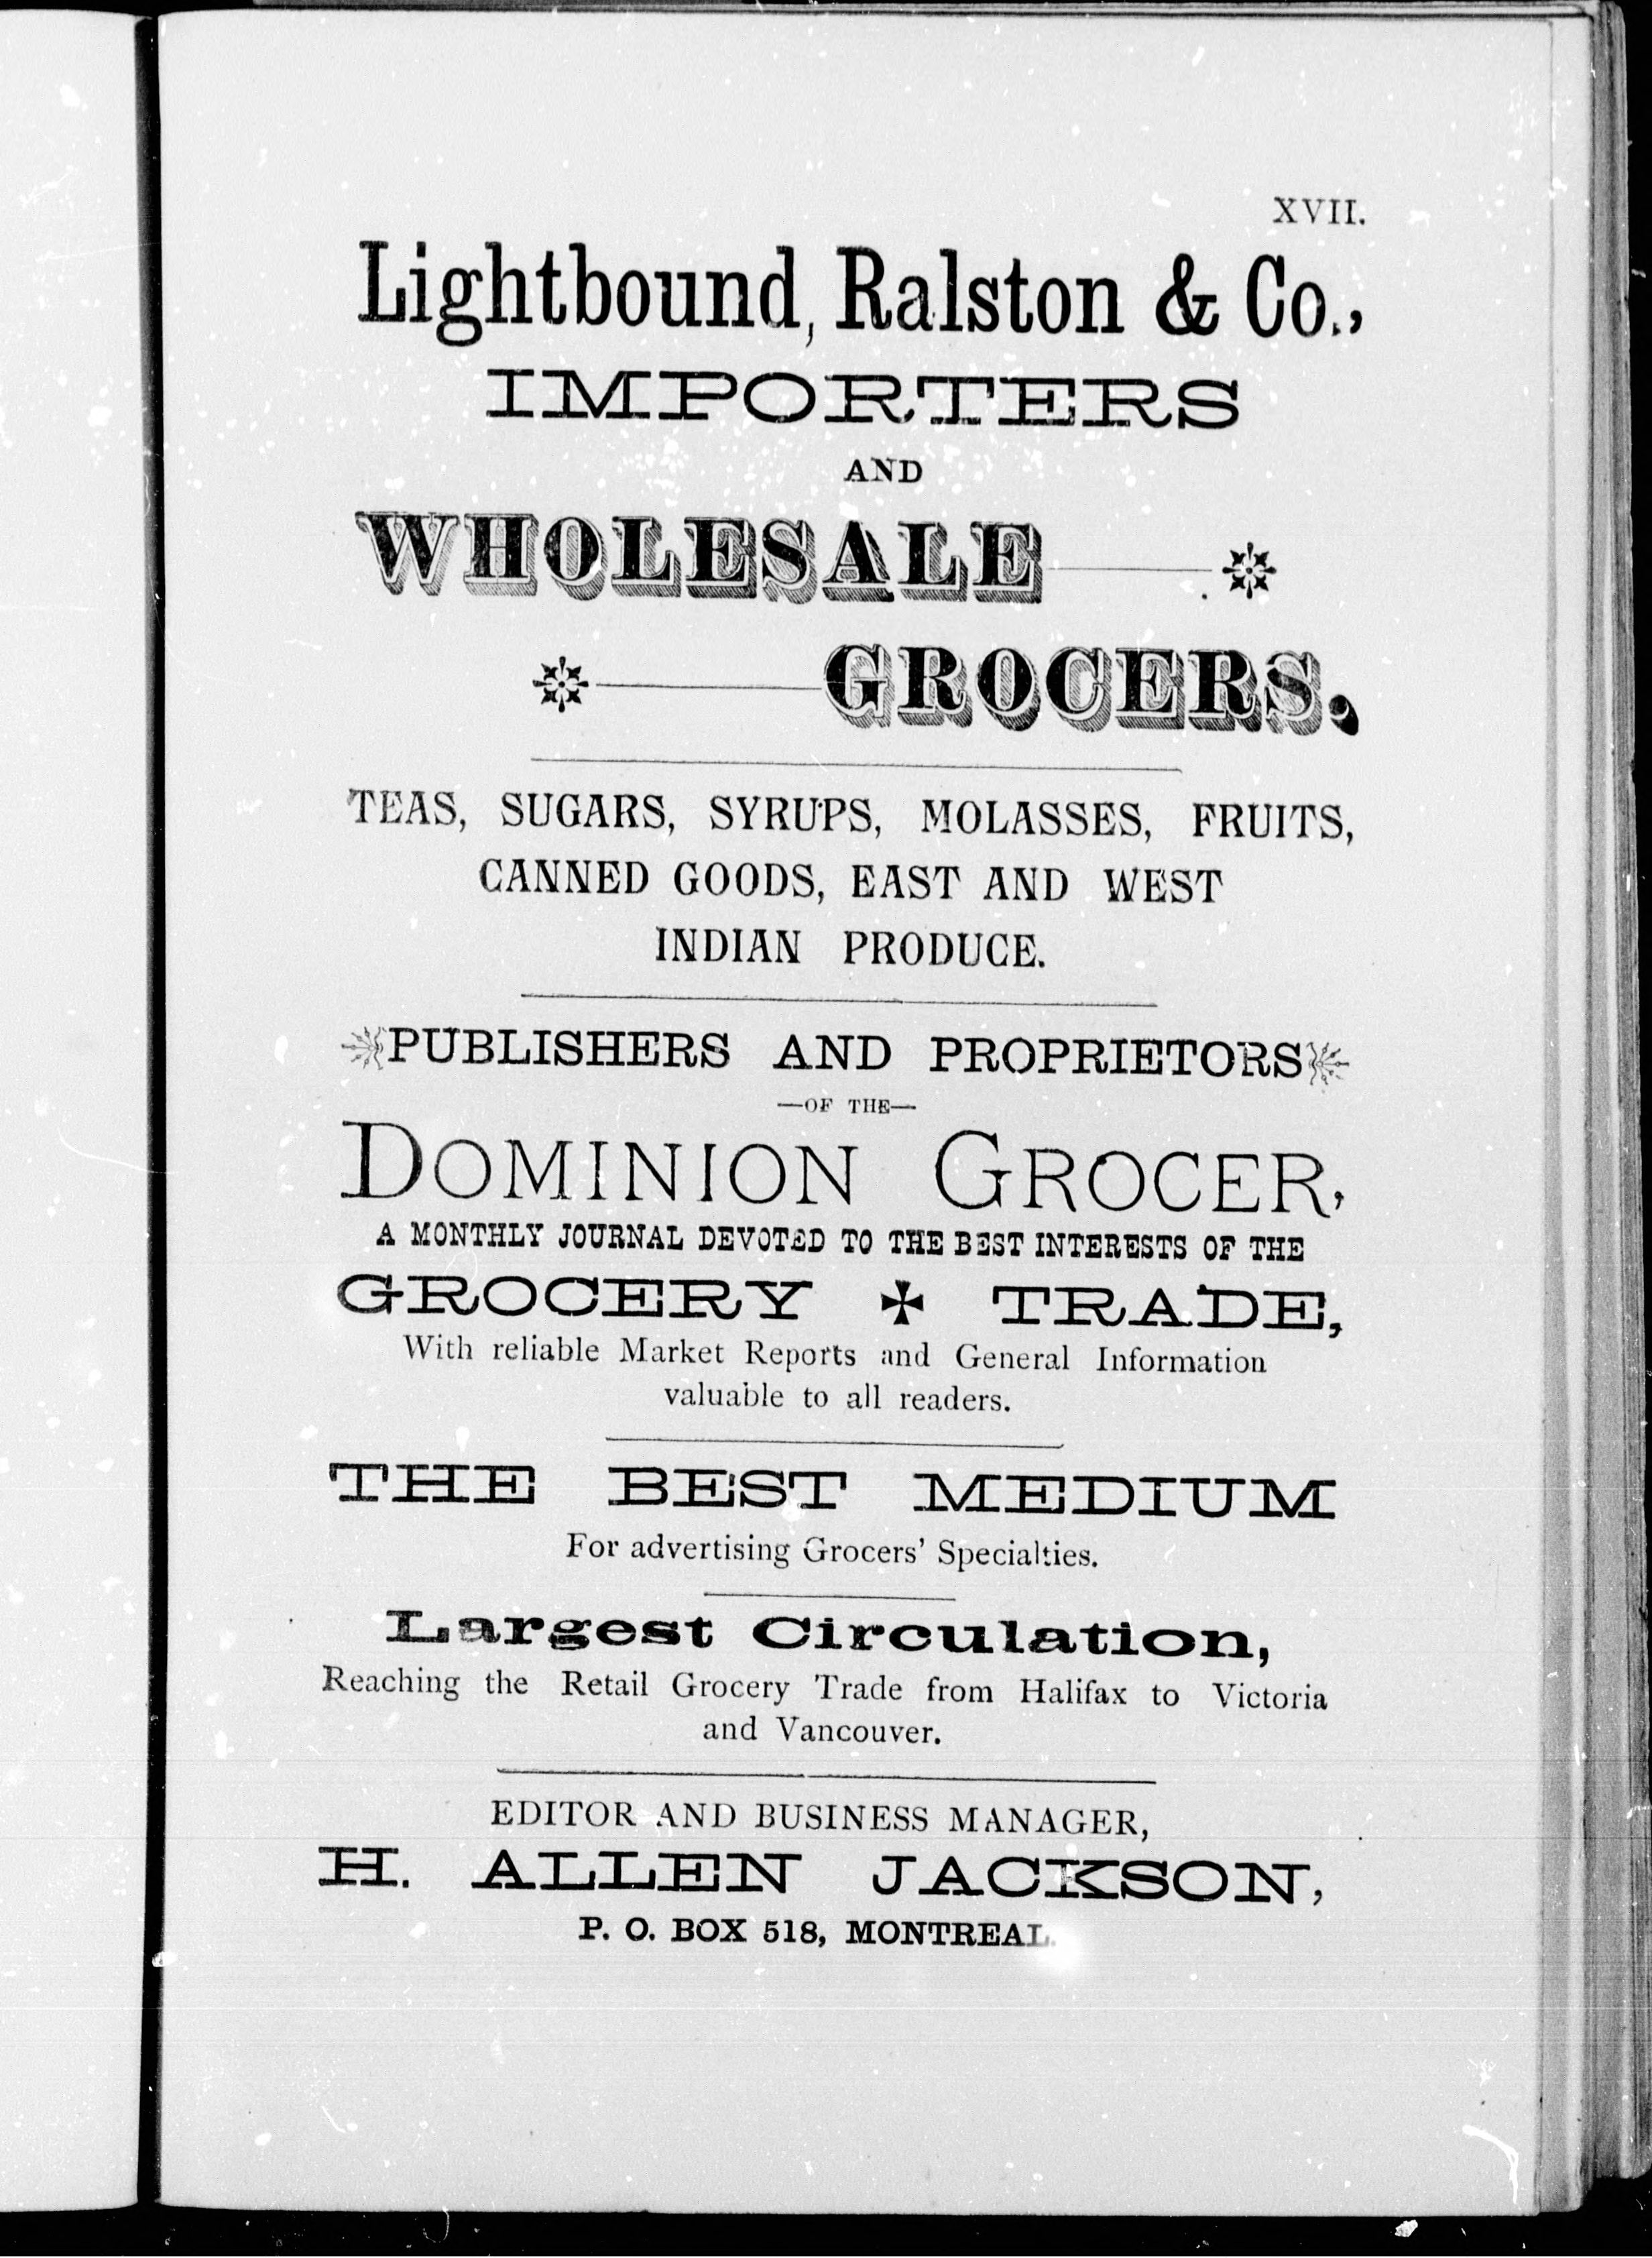 XVII.
Lightbound, Ralston & Co.,
IMPORTERS
AND
WHOLESALE
GROCERS,
TEAS, SUGARS, SYRUPS, MOLASSES, FRUITS,
CANNED GOODS, EAST AND WEST
INDIAN PRODUCE.
PUBLISHERS AND PROPRIETORS
—OF THE—
DOMINION GROCER,
A MONTHLY JOURNAL DEVOTED TO THE BEST INTERESTS OF THE
GROCERY ✠ TRADE,
With reliable Market Reports and General Information
valuable to all readers.
THE BEST MEDIUM
For advertising Grocers' Specialties.
Largest Circulation,
Reaching the Retail Grocery Trade from Halifax to Victoria
and Vancouver.
EDITOR AND BUSINESS MANAGER,
H. ALLEN JACKSON,
P. O. BOX 518, MONTREAL.